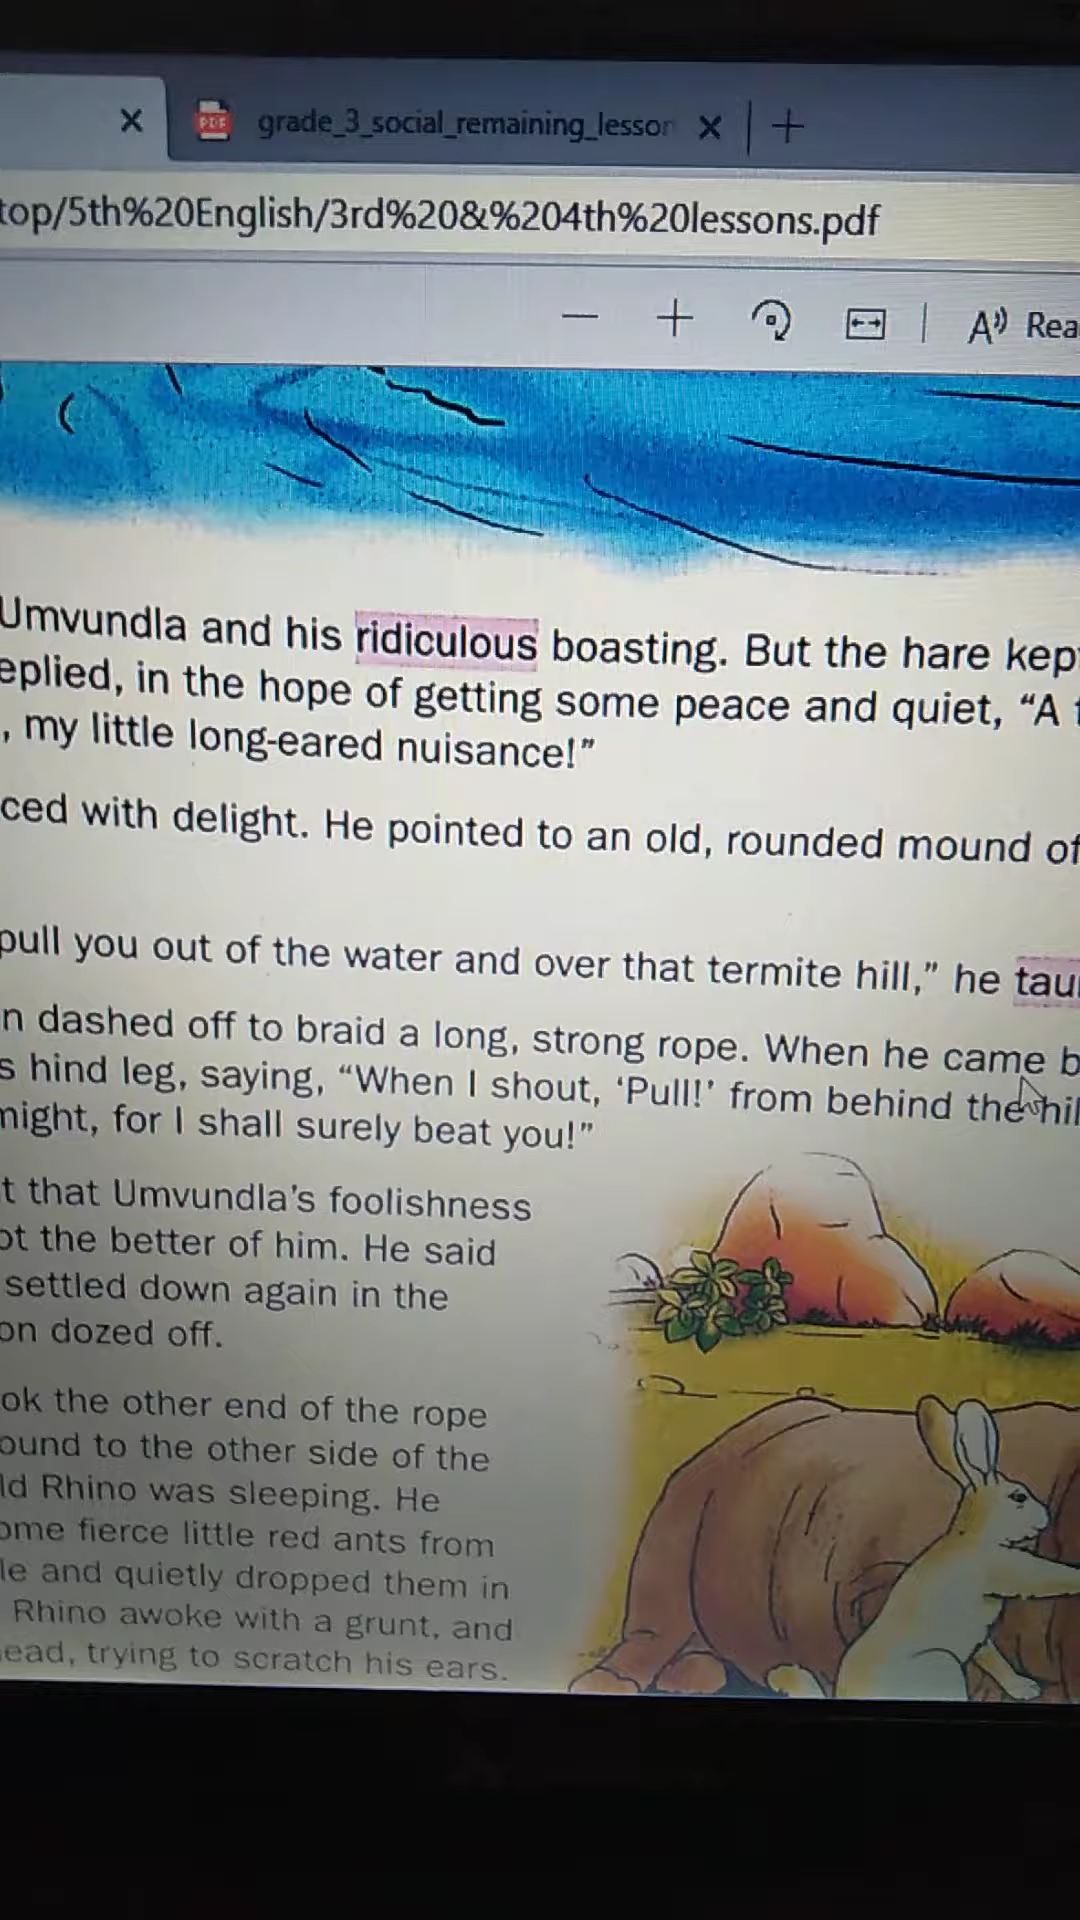 grade_3_social_remaining_lesson
top/5th%20English/3rd%20&%204th%20lessons.pdf
A Rea
Umvundla and his ridiculous boasting. But the hare kep
eplied, in the hope of getting some peace and quiet, “A
, my little long-eared nuisance!”
ced with delight. He pointed to an old, rounded mound of
pull you out of the water and over that termite hill,” he tau
n dashed off to braid a long, strong rope. When he came b
s hind leg, saying, “When I shout, ‘Pull!’ from behind the hil
might, for I shall surely beat you!”
t that Umvundla’s foolishness
ot the better of him. He said
settled down again in the
on dozed off.
ok the other end of the rope
ound to the other side of the
ld Rhino was sleeping. He
ome fierce little red ants from
le and quietly dropped them in
Rhino awoke with a grunt, and
ead, trying to scratch his ears.